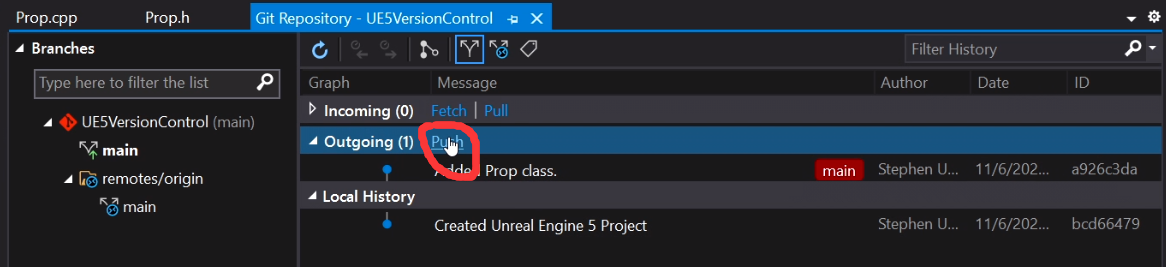 Prop.cpp Prop.h Git Repository - UE5VersionControl
Branches
Type here to filter the list
UE5VersionControl (main)
main
remotes/origin
main
Filter History
Graph Message Author Date ID
Incoming (0) Fetch | Pull
Outgoing (1) Push
Added Prop class. main Stephen U... 11/6/202... a926c3da
Local History
Created Unreal Engine 5 Project Stephen U... 11/6/202... bcd66479